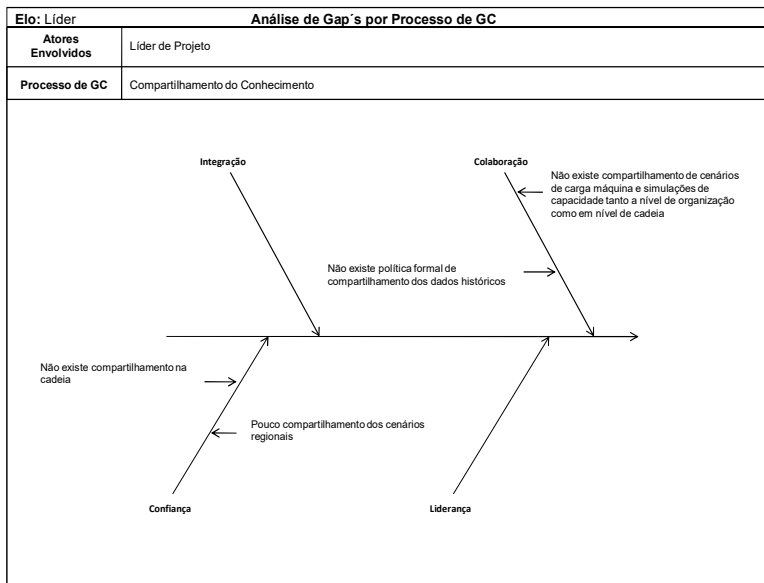 Elo: Líder Análise de Gap´s por Processo de GC
Atores
Envolvidos
Líder de Projeto
Processo de GC
Compartilhamento do Conhecimento
Integração
Colaboração
Não existe compartilhamento de cenários
de carga máquina e simulações de
capacidade tanto a nível de organização
como em nível de cadeia
Não existe política formal de
compartilhamento dos dados históricos
Não existe compartilhamento na
cadeia
Pouco compartilhamento dos cenários
regionais
Confiança
Liderança